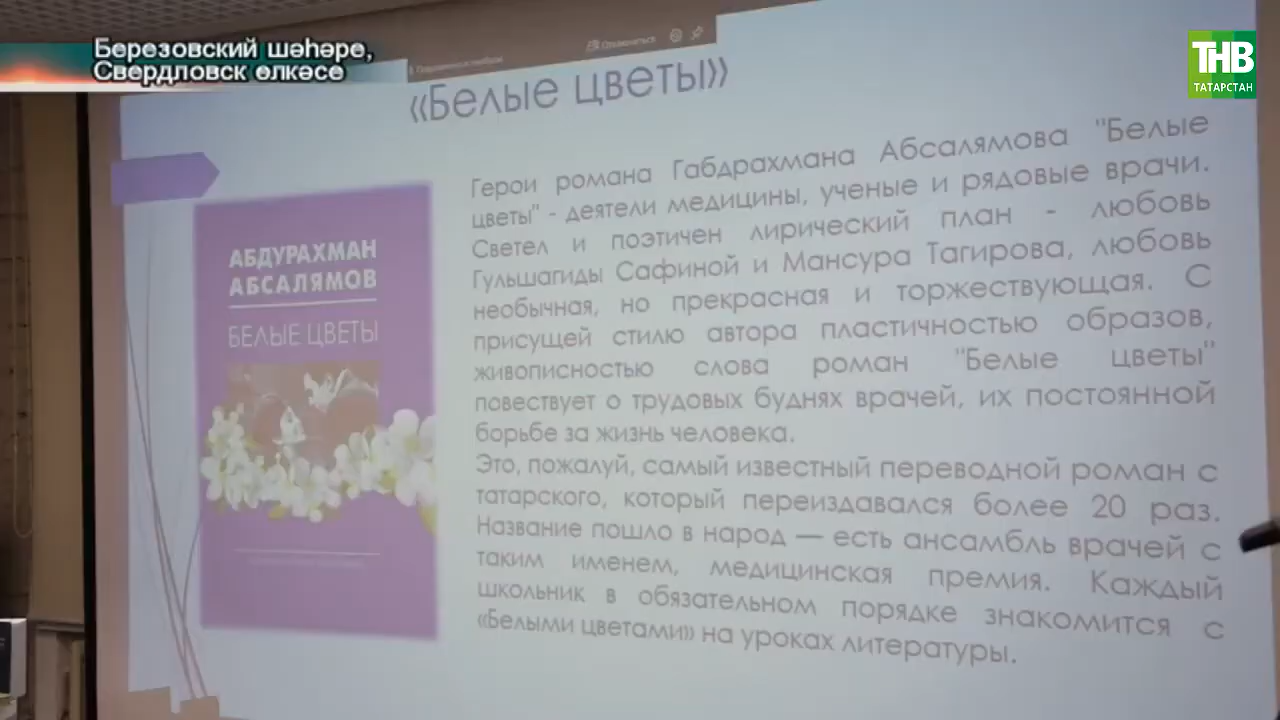 Березовский шәһәре,
Свердловск өлкәсе
ТНВ
ТАТАРСТАН
«Белые цветы»
АБДУРАХМАН
АБСАЛЯМОВ
БЕЛЫЕ ЦВЕТЫ
Герои романа Габдрахмана Абсалямова "Белые
цветы" - деятели медицины, ученые и рядовые врачи.
Светел и поэтичен лирический план - любовь
Гульшагиды Сафиной и Мансура Тагирова, любовь
необычная, но прекрасная и торжествующая. С
присущей стилю автора пластичностью образов,
живописностью слова роман "Белые цветы"
повествует о трудовых буднях врачей, их постоянной
борьбе за жизнь человека.
Это, пожалуй, самый известный переводной роман с
татарского, который переиздавался более 20 раз.
Название пошло в народ — есть ансамбль врачей с
таким именем, медицинская премия. Каждый
школьник в обязательном порядке знакомится с
«Белыми цветами» на уроках литературы.